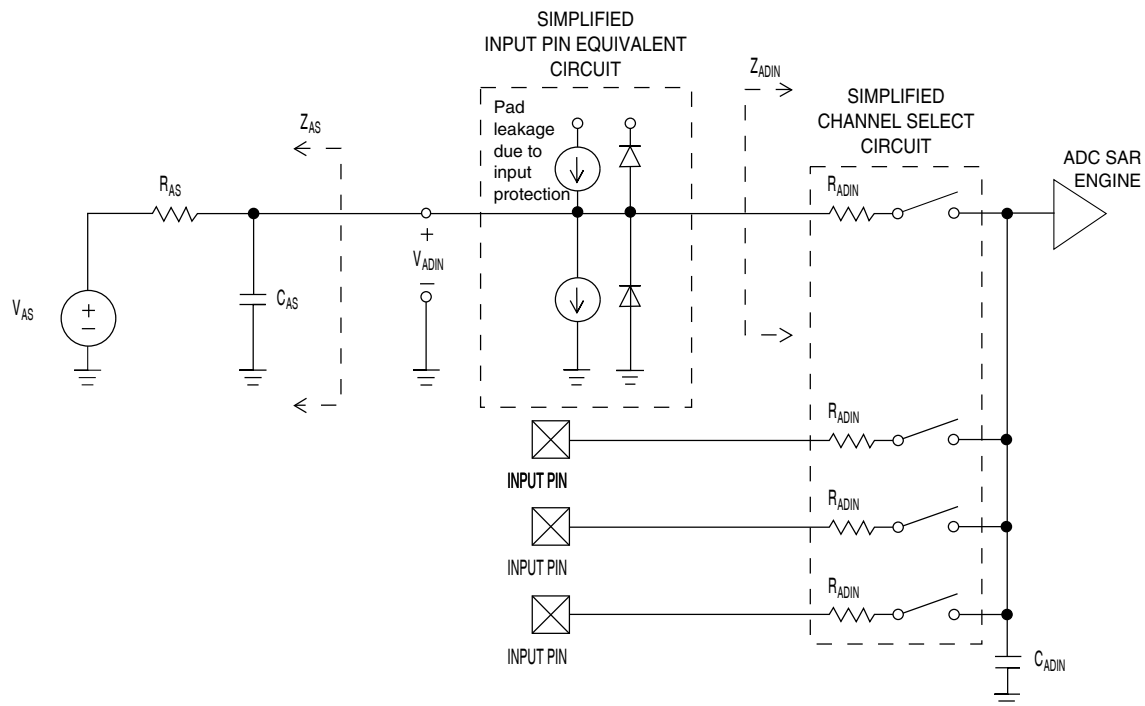 SIMPLIFIED
INPUT PIN EQUIVALENT
CIRCUIT
Z_ADIN
SIMPLIFIED
CHANNEL SELECT
CIRCUIT
ADC SAR
ENGINE
Pad
leakage
due to
input
protection
Z_AS
R_AS
R_ADIN
+
V_ADIN
–
V_AS
+
–
C_AS
R_ADIN
INPUT PIN
R_ADIN
INPUT PIN
R_ADIN
INPUT PIN
C_ADIN